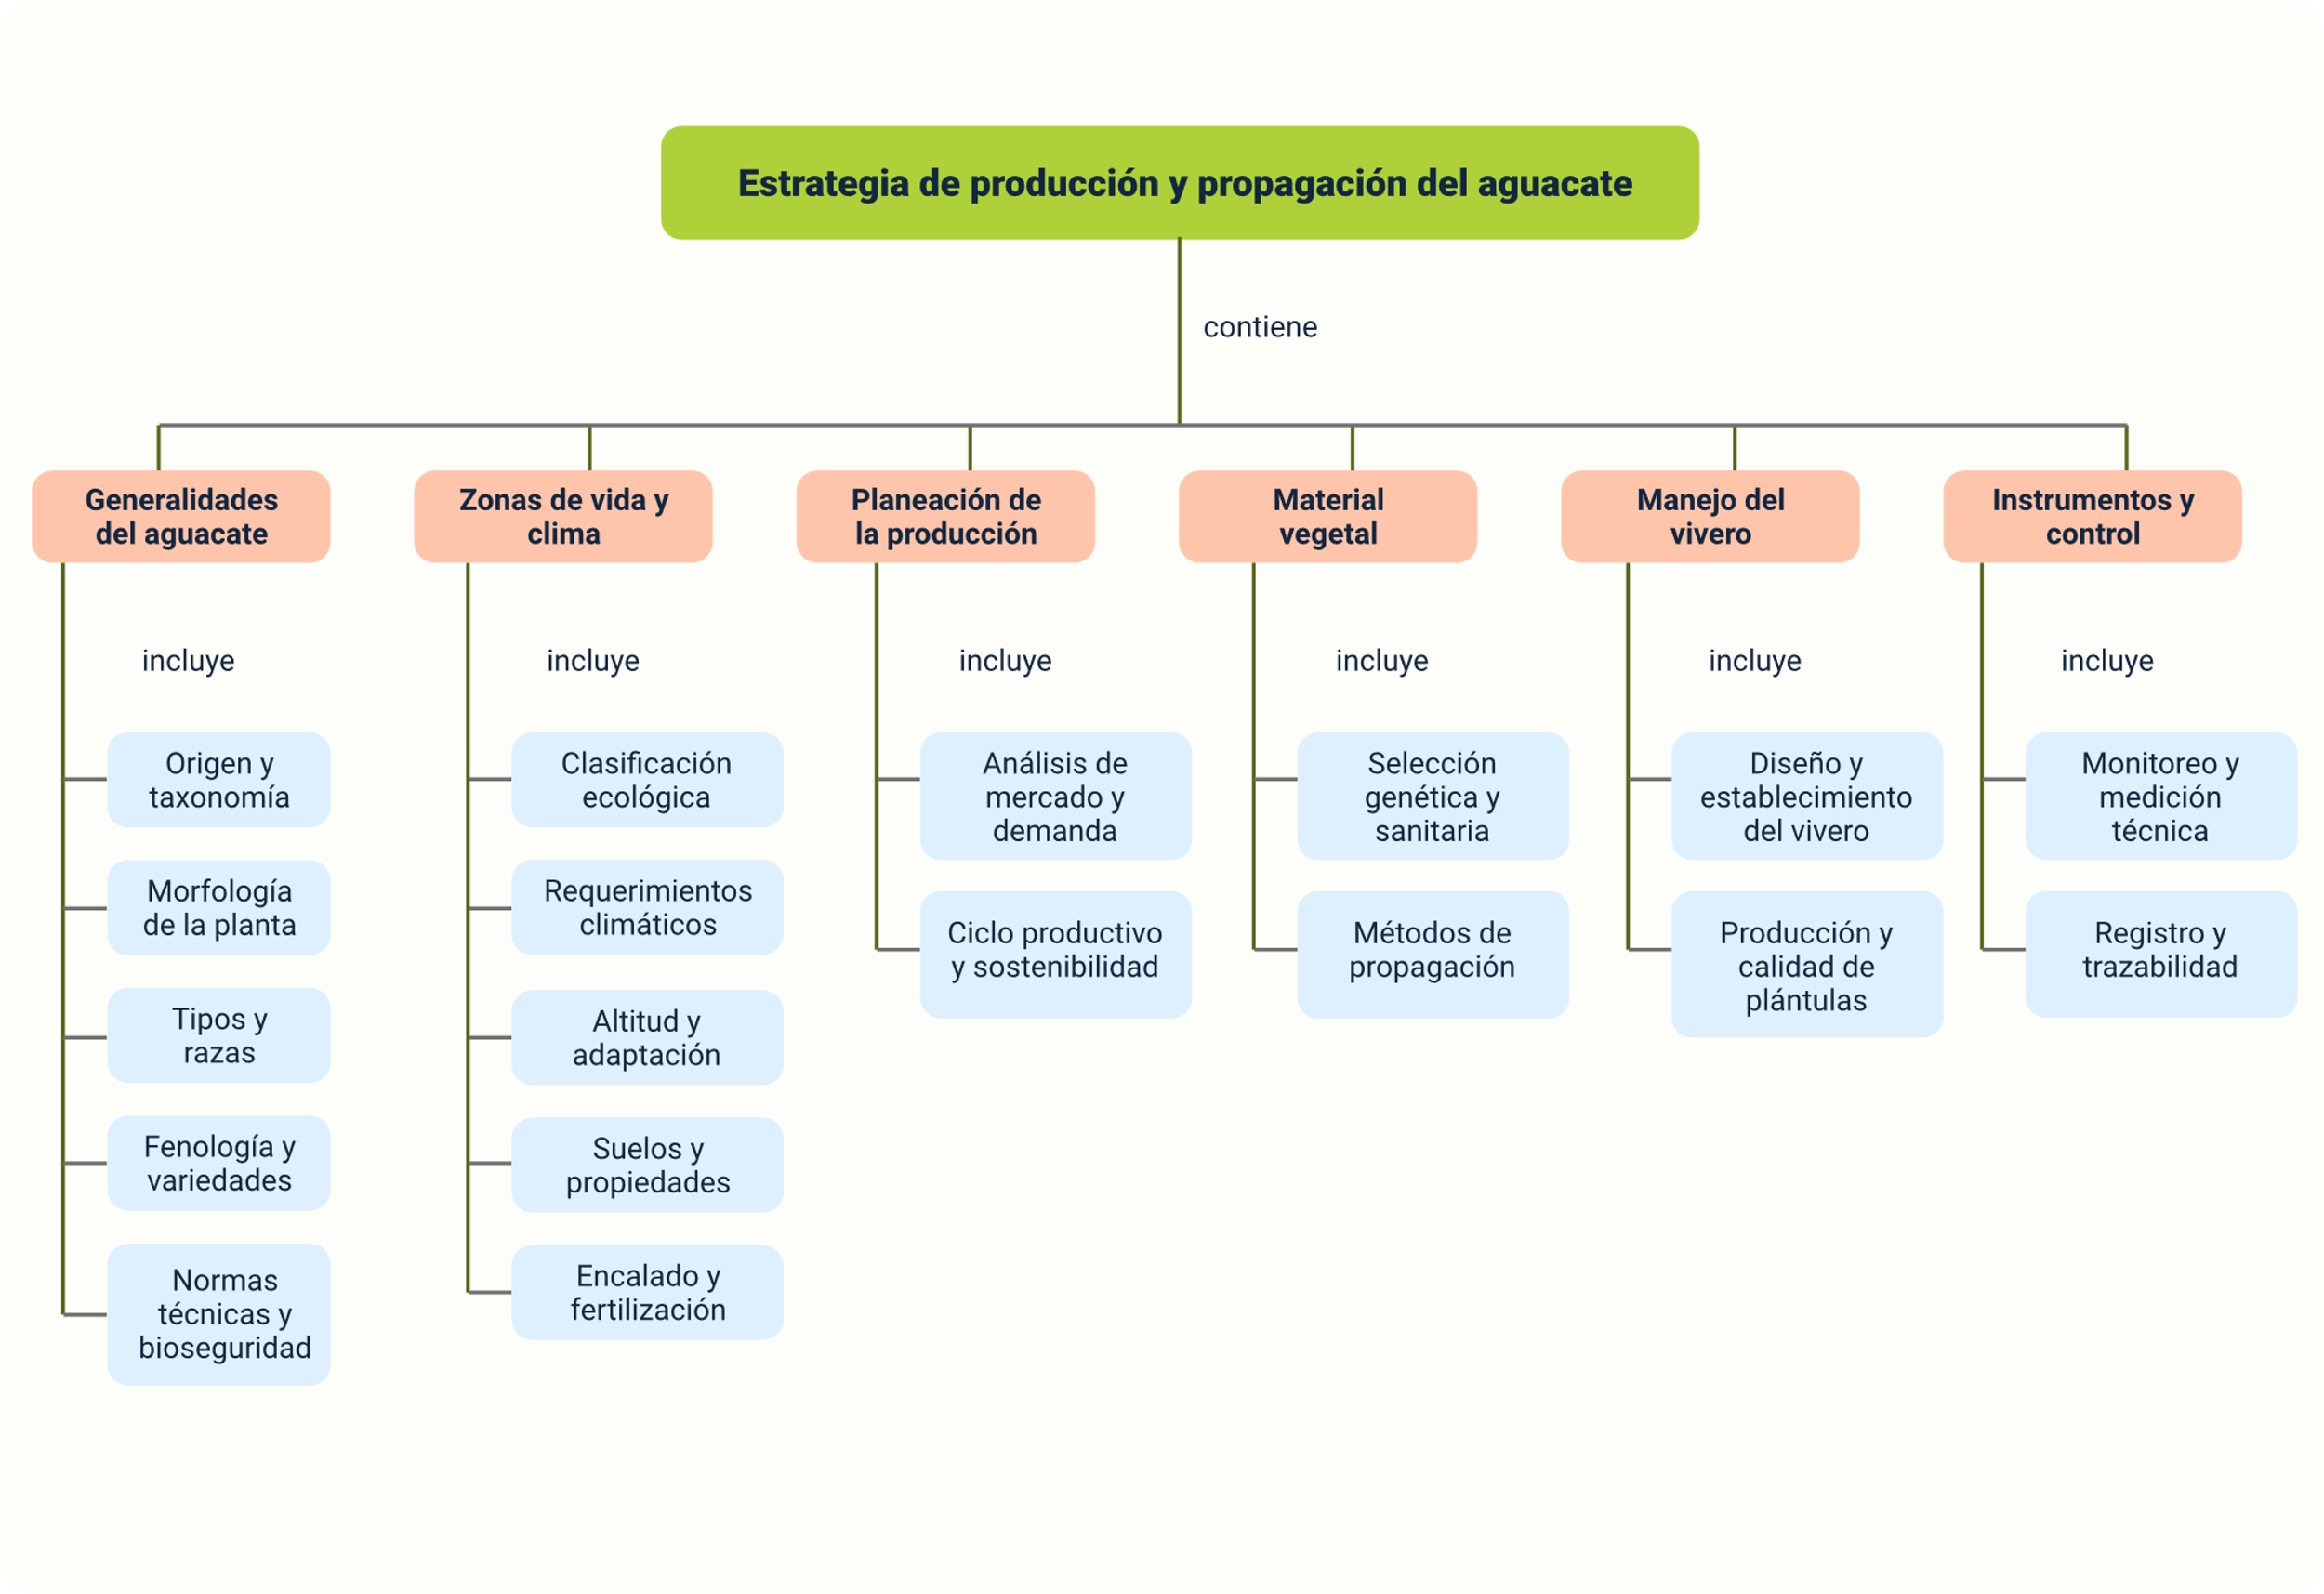 Estrategia de producción y propagación del aguacate
contiene
Generalidades
del aguacate
incluye
Origen y
taxonomía
Morfología
de la planta
Tipos y
razas
Fenología y
variedades
Normas
técnicas y
bioseguridad
Zonas de vida y
clima
incluye
Clasificación
ecológica
Requerimientos
climáticos
Altitud y
adaptación
Suelos y
propiedades
Encalado y
fertilización
Planeación de
la producción
incluye
Análisis de
mercado y
demanda
Ciclo productivo
y sostenibilidad
Material
vegetal
incluye
Selección
genética y
sanitaria
Métodos de
propagación
Manejo del
vivero
incluye
Diseño y
establecimiento
del vivero
Producción y
calidad de
plántulas
Instrumentos y
control
incluye
Monitoreo y
medición
técnica
Registro y
trazabilidad